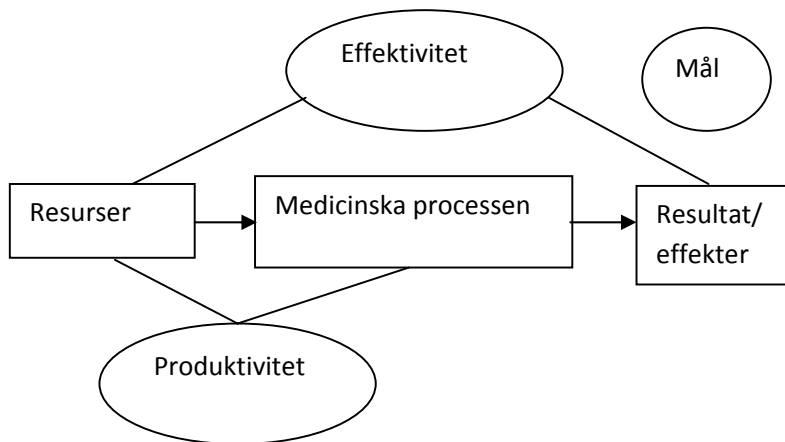 Effektivitet
Mål
Resurser
Medicinska processen
Resultat/
effekter
Produktivitet